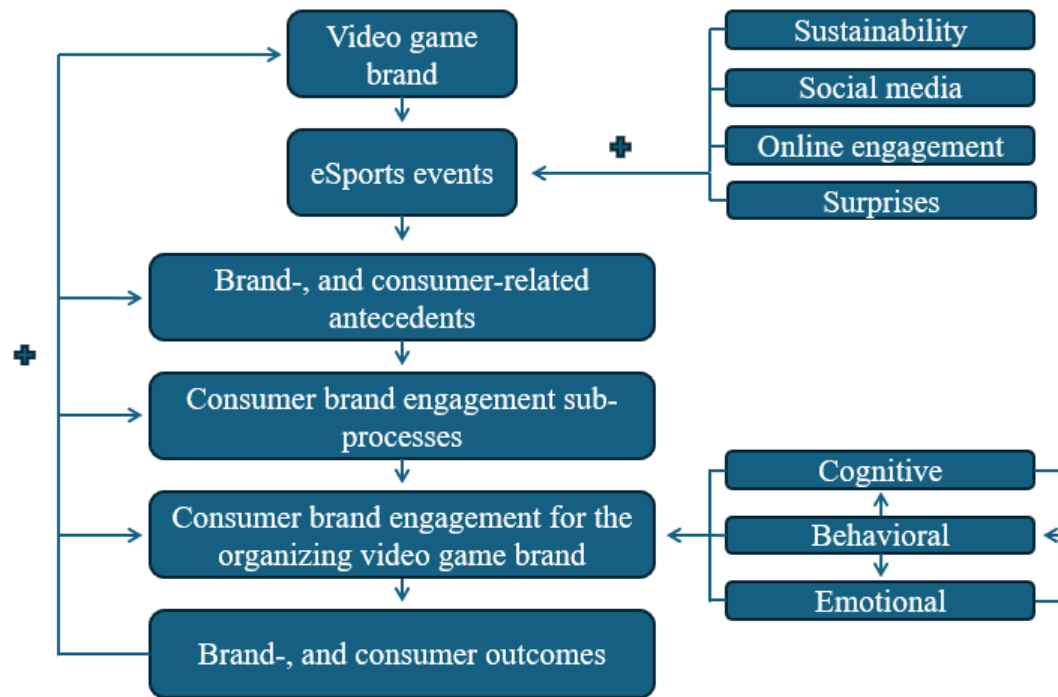 Video game
brand
eSports events
Sustainability
Social media
Online engagement
Surprises
Brand-, and consumer-related
antecedents
Consumer brand engagement sub-
processes
Consumer brand engagement for the
organizing video game brand
Brand-, and consumer outcomes
Cognitive
Behavioral
Emotional